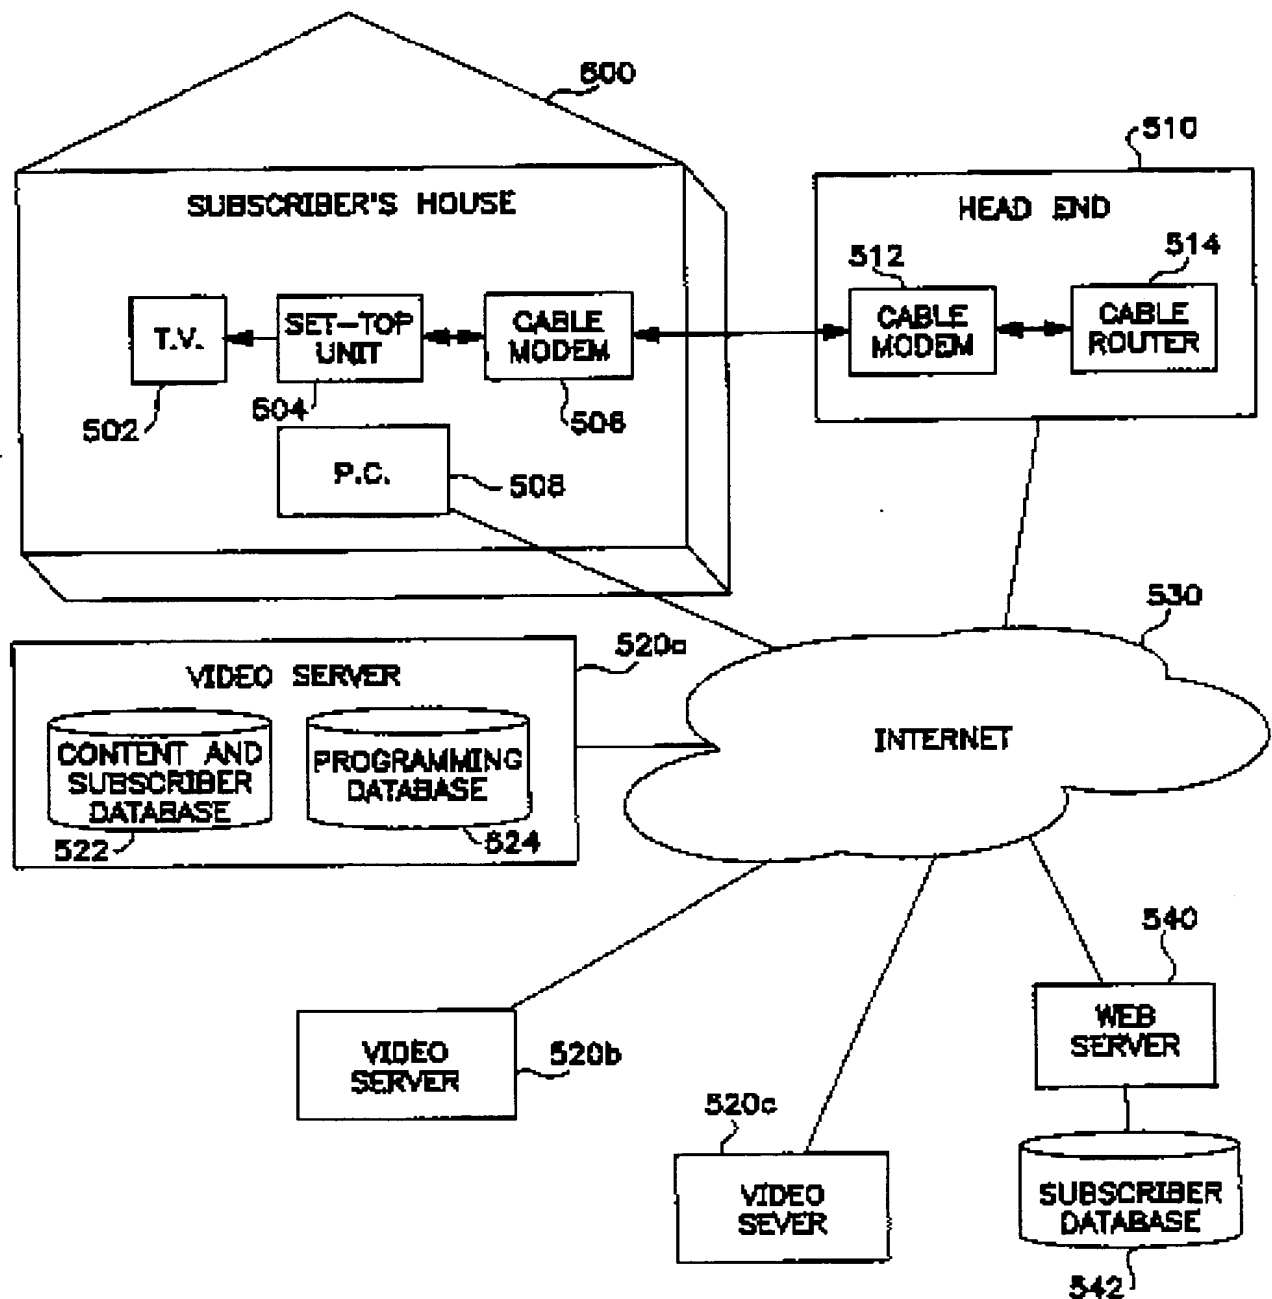 500
510
SUBSCRIBER'S HOUSE
HEAD END
512
514
T.V.
SET-TOP
UNIT
CABLE
MODEM
CABLE
MODEM
CABLE
ROUTER
502
504
506
P.C.
508
530
520a
VIDEO SERVER
INTERNET
CONTENT AND
SUBSCRIBER
DATABASE
PROGRAMMING
DATABASE
522
524
540
WEB
SERVER
VIDEO
SERVER
520b
520c
VIDEO
SEVER
SUBSCRIBER
DATABASE
542